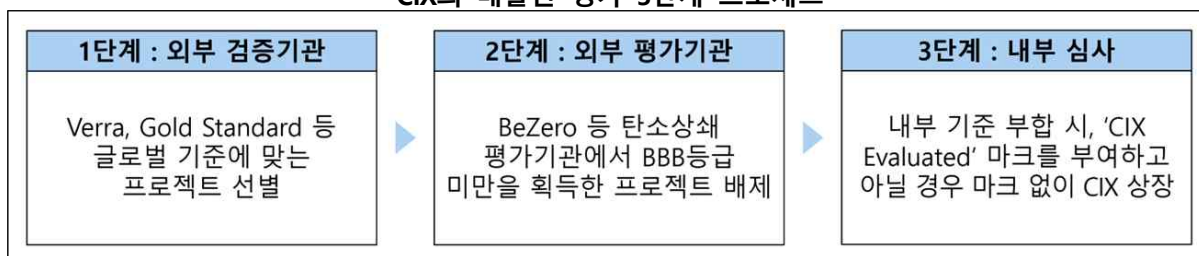 1단계 : 외부 검증기관
Verra, Gold Standard 등
글로벌 기준에 맞는
프로젝트 선별
2단계 : 외부 평가기관
BeZero 등 탄소상쇄
평가기관에서 BBB등급
미만을 획득한 프로젝트 배제
3단계 : 내부 심사
내부 기준 부합 시, ‘CIX
Evaluated’ 마크를 부여하고
아닐 경우 마크 없이 CIX 상장